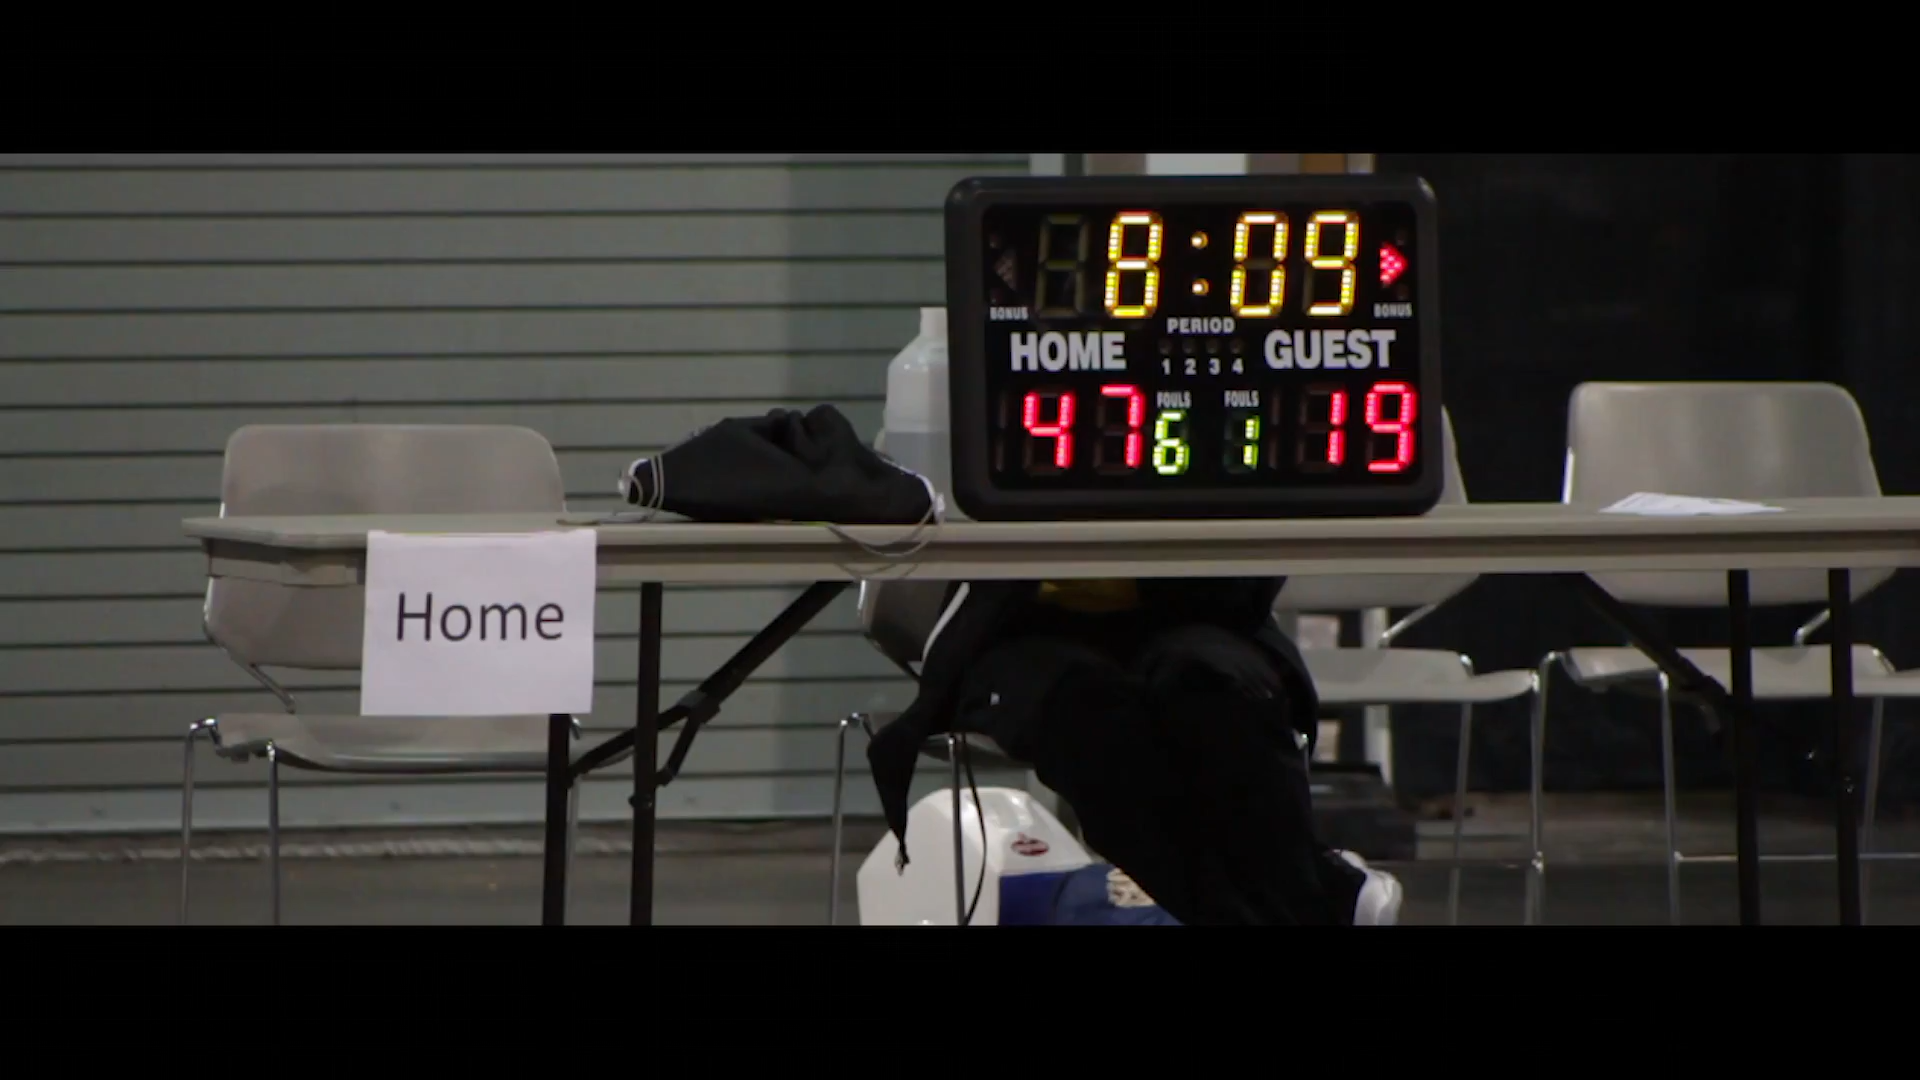 8:09
BONUS
BONUS
PERIOD
HOME
GUEST
1 2 3 4
FOULS
FOULS
47
6
1
19
Home